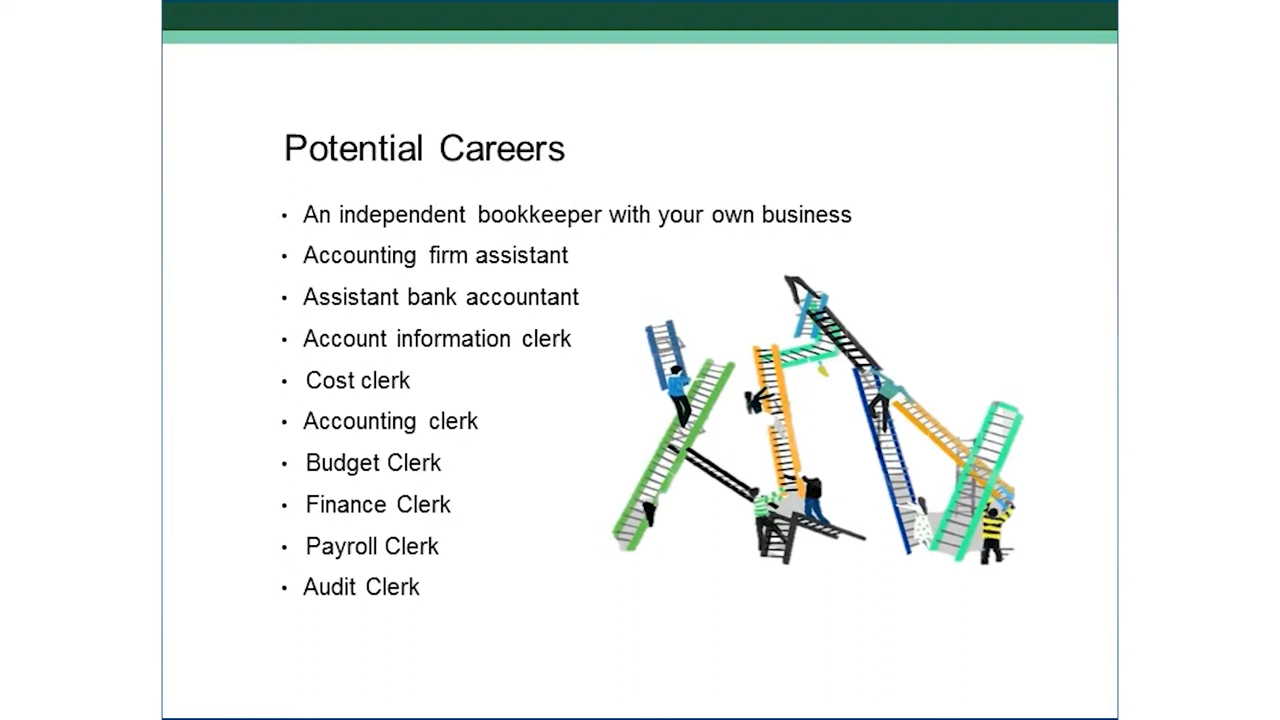 Potential Careers
• An independent bookkeeper with your own business
• Accounting firm assistant
• Assistant bank accountant
• Account information clerk
• Cost clerk
• Accounting clerk
• Budget Clerk
• Finance Clerk
• Payroll Clerk
• Audit Clerk